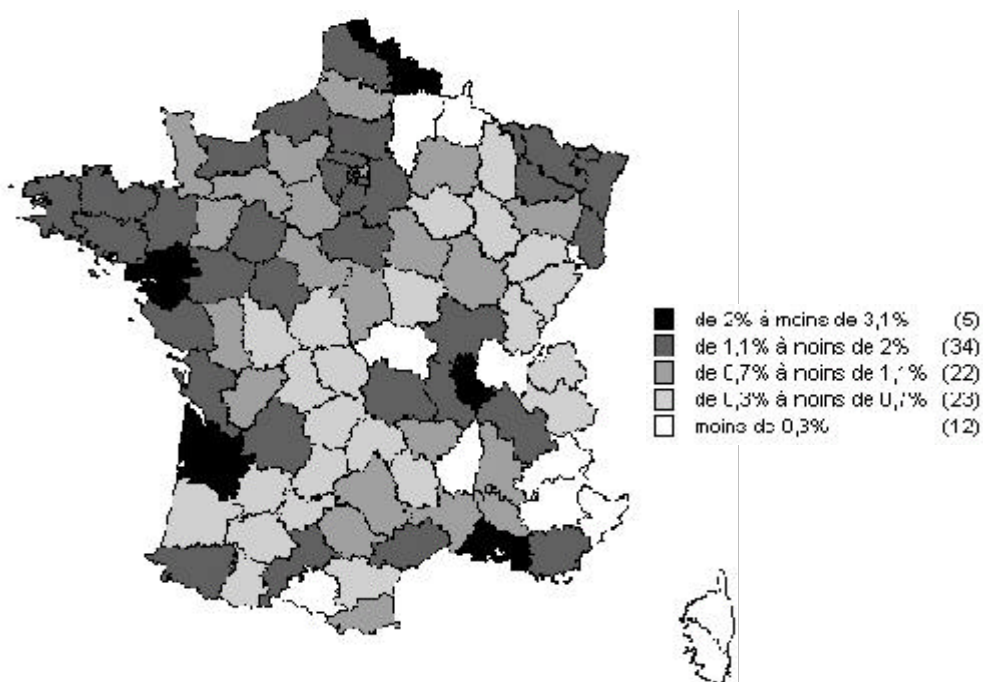 de 2% à moins de 3,1% (5)
de 1,1% à moins de 2% (34)
de 0,7% à moins de 1,1% (22)
de 0,3% à moins de 0,7% (23)
moins de 0,3% (12)